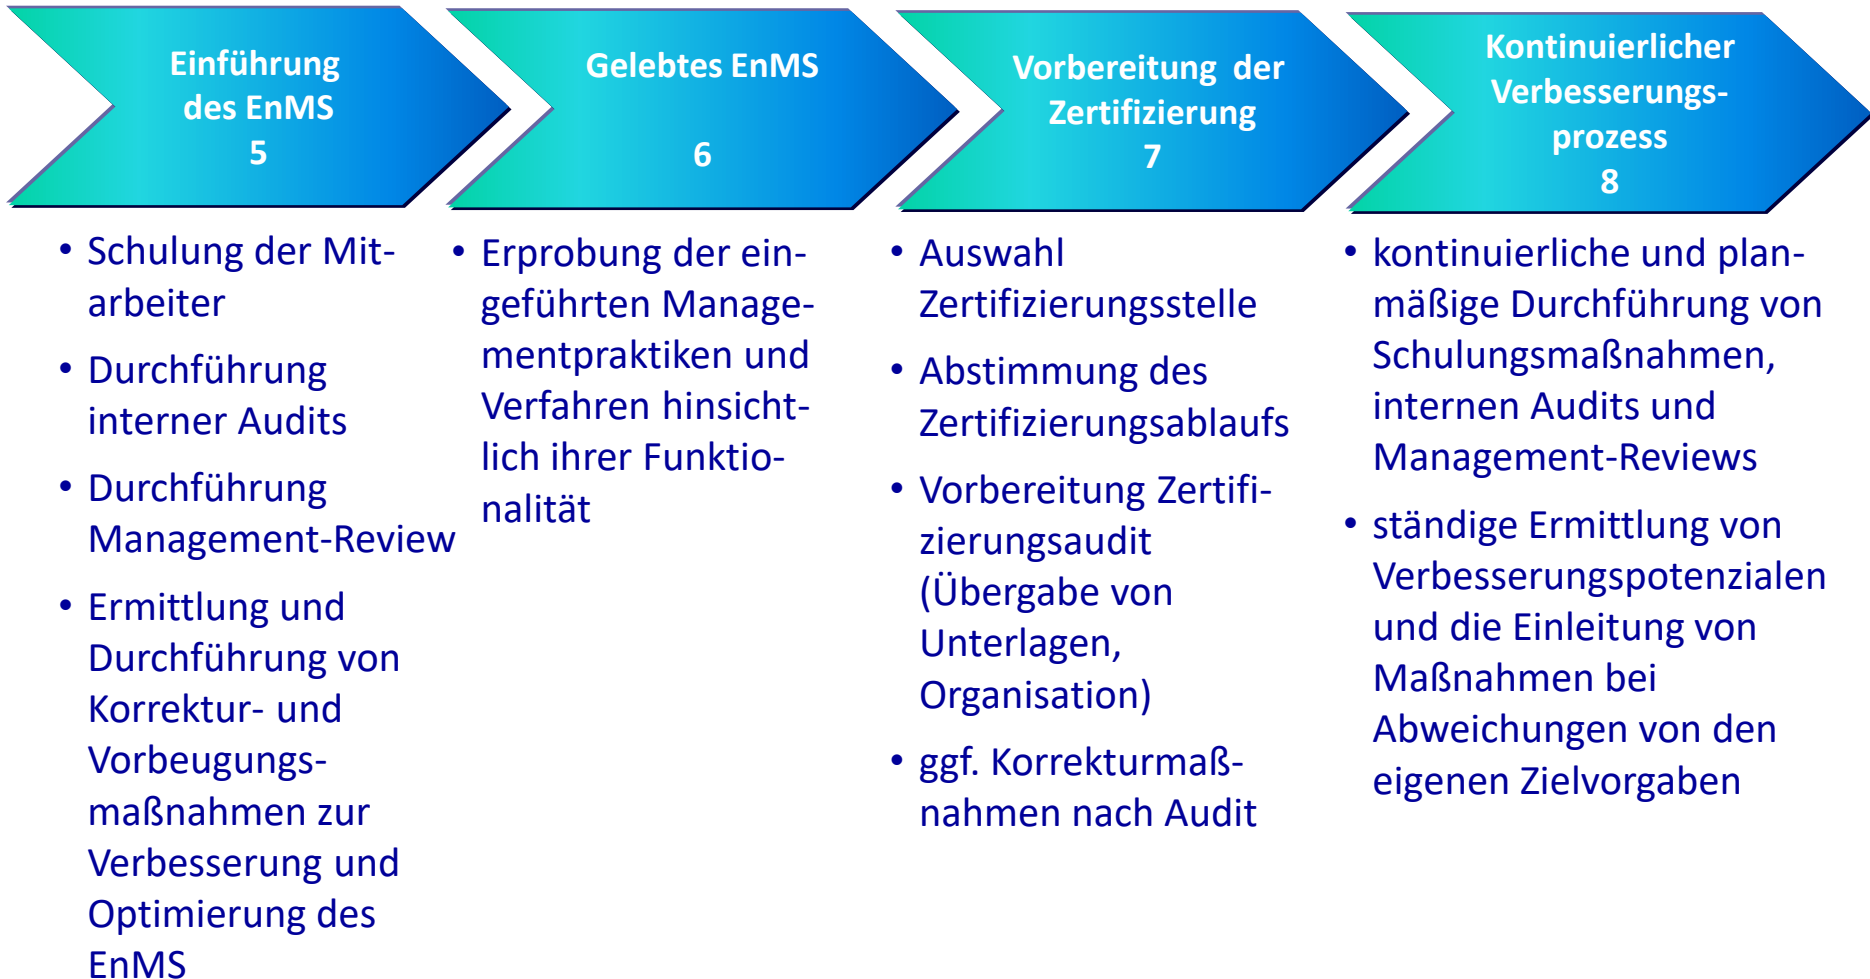 Einführung
des EnMS
5
Gelebtes EnMS
6
Vorbereitung der
Zertifizierung
7
Kontinuierlicher
Verbesserungs-
prozess
8
• Schulung der Mit-
arbeiter
• Durchführung
interner Audits
• Durchführung
Management-Review
• Ermittlung und
Durchführung von
Korrektur- und
Vorbeugungs-
maßnahmen zur
Verbesserung und
Optimierung des
EnMS
• Erprobung der ein-
geführten Manage-
mentpraktiken und
Verfahren hinsicht-
lich ihrer Funktio-
nalität
• Auswahl
Zertifizierungsstelle
• Abstimmung des
Zertifizierungsablaufs
• Vorbereitung Zertifi-
zierungsaudit
(Übergabe von
Unterlagen,
Organisation)
• ggf. Korrekturmaß-
nahmen nach Audit
• kontinuierliche und plan-
mäßige Durchführung von
Schulungsmaßnahmen,
internen Audits und
Management-Reviews
• ständige Ermittlung von
Verbesserungspotenzialen
und die Einleitung von
Maßnahmen bei
Abweichungen von den
eigenen Zielvorgaben